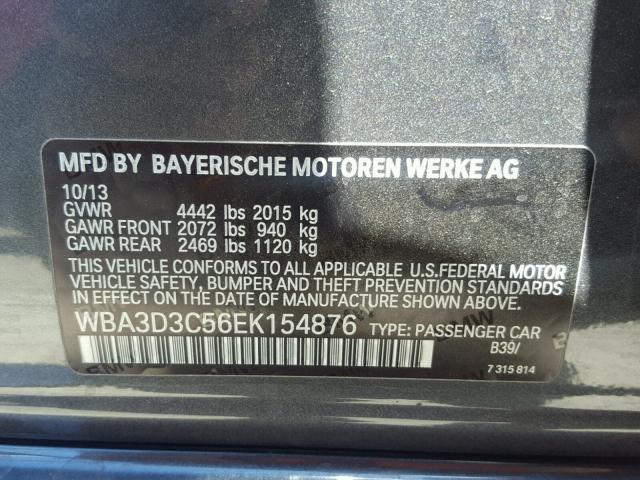 MFD BY BAYERISCHE MOTOREN WERKE AG
10/13
GVWR 4442 lbs 2015 kg
GAWR FRONT 2072 lbs 940 kg
GAWR REAR 2469 lbs 1120 kg
THIS VEHICLE CONFORMS TO ALL APPLICABLE U.S.FEDERAL MOTOR
VEHICLE SAFETY, BUMPER AND THEFT PREVENTION STANDARDS
IN EFFECT ON THE DATE OF MANUFACTURE SHOWN ABOVE.
WBA3D3C56EK154876 TYPE: PASSENGER CAR
B39/
7 315 814